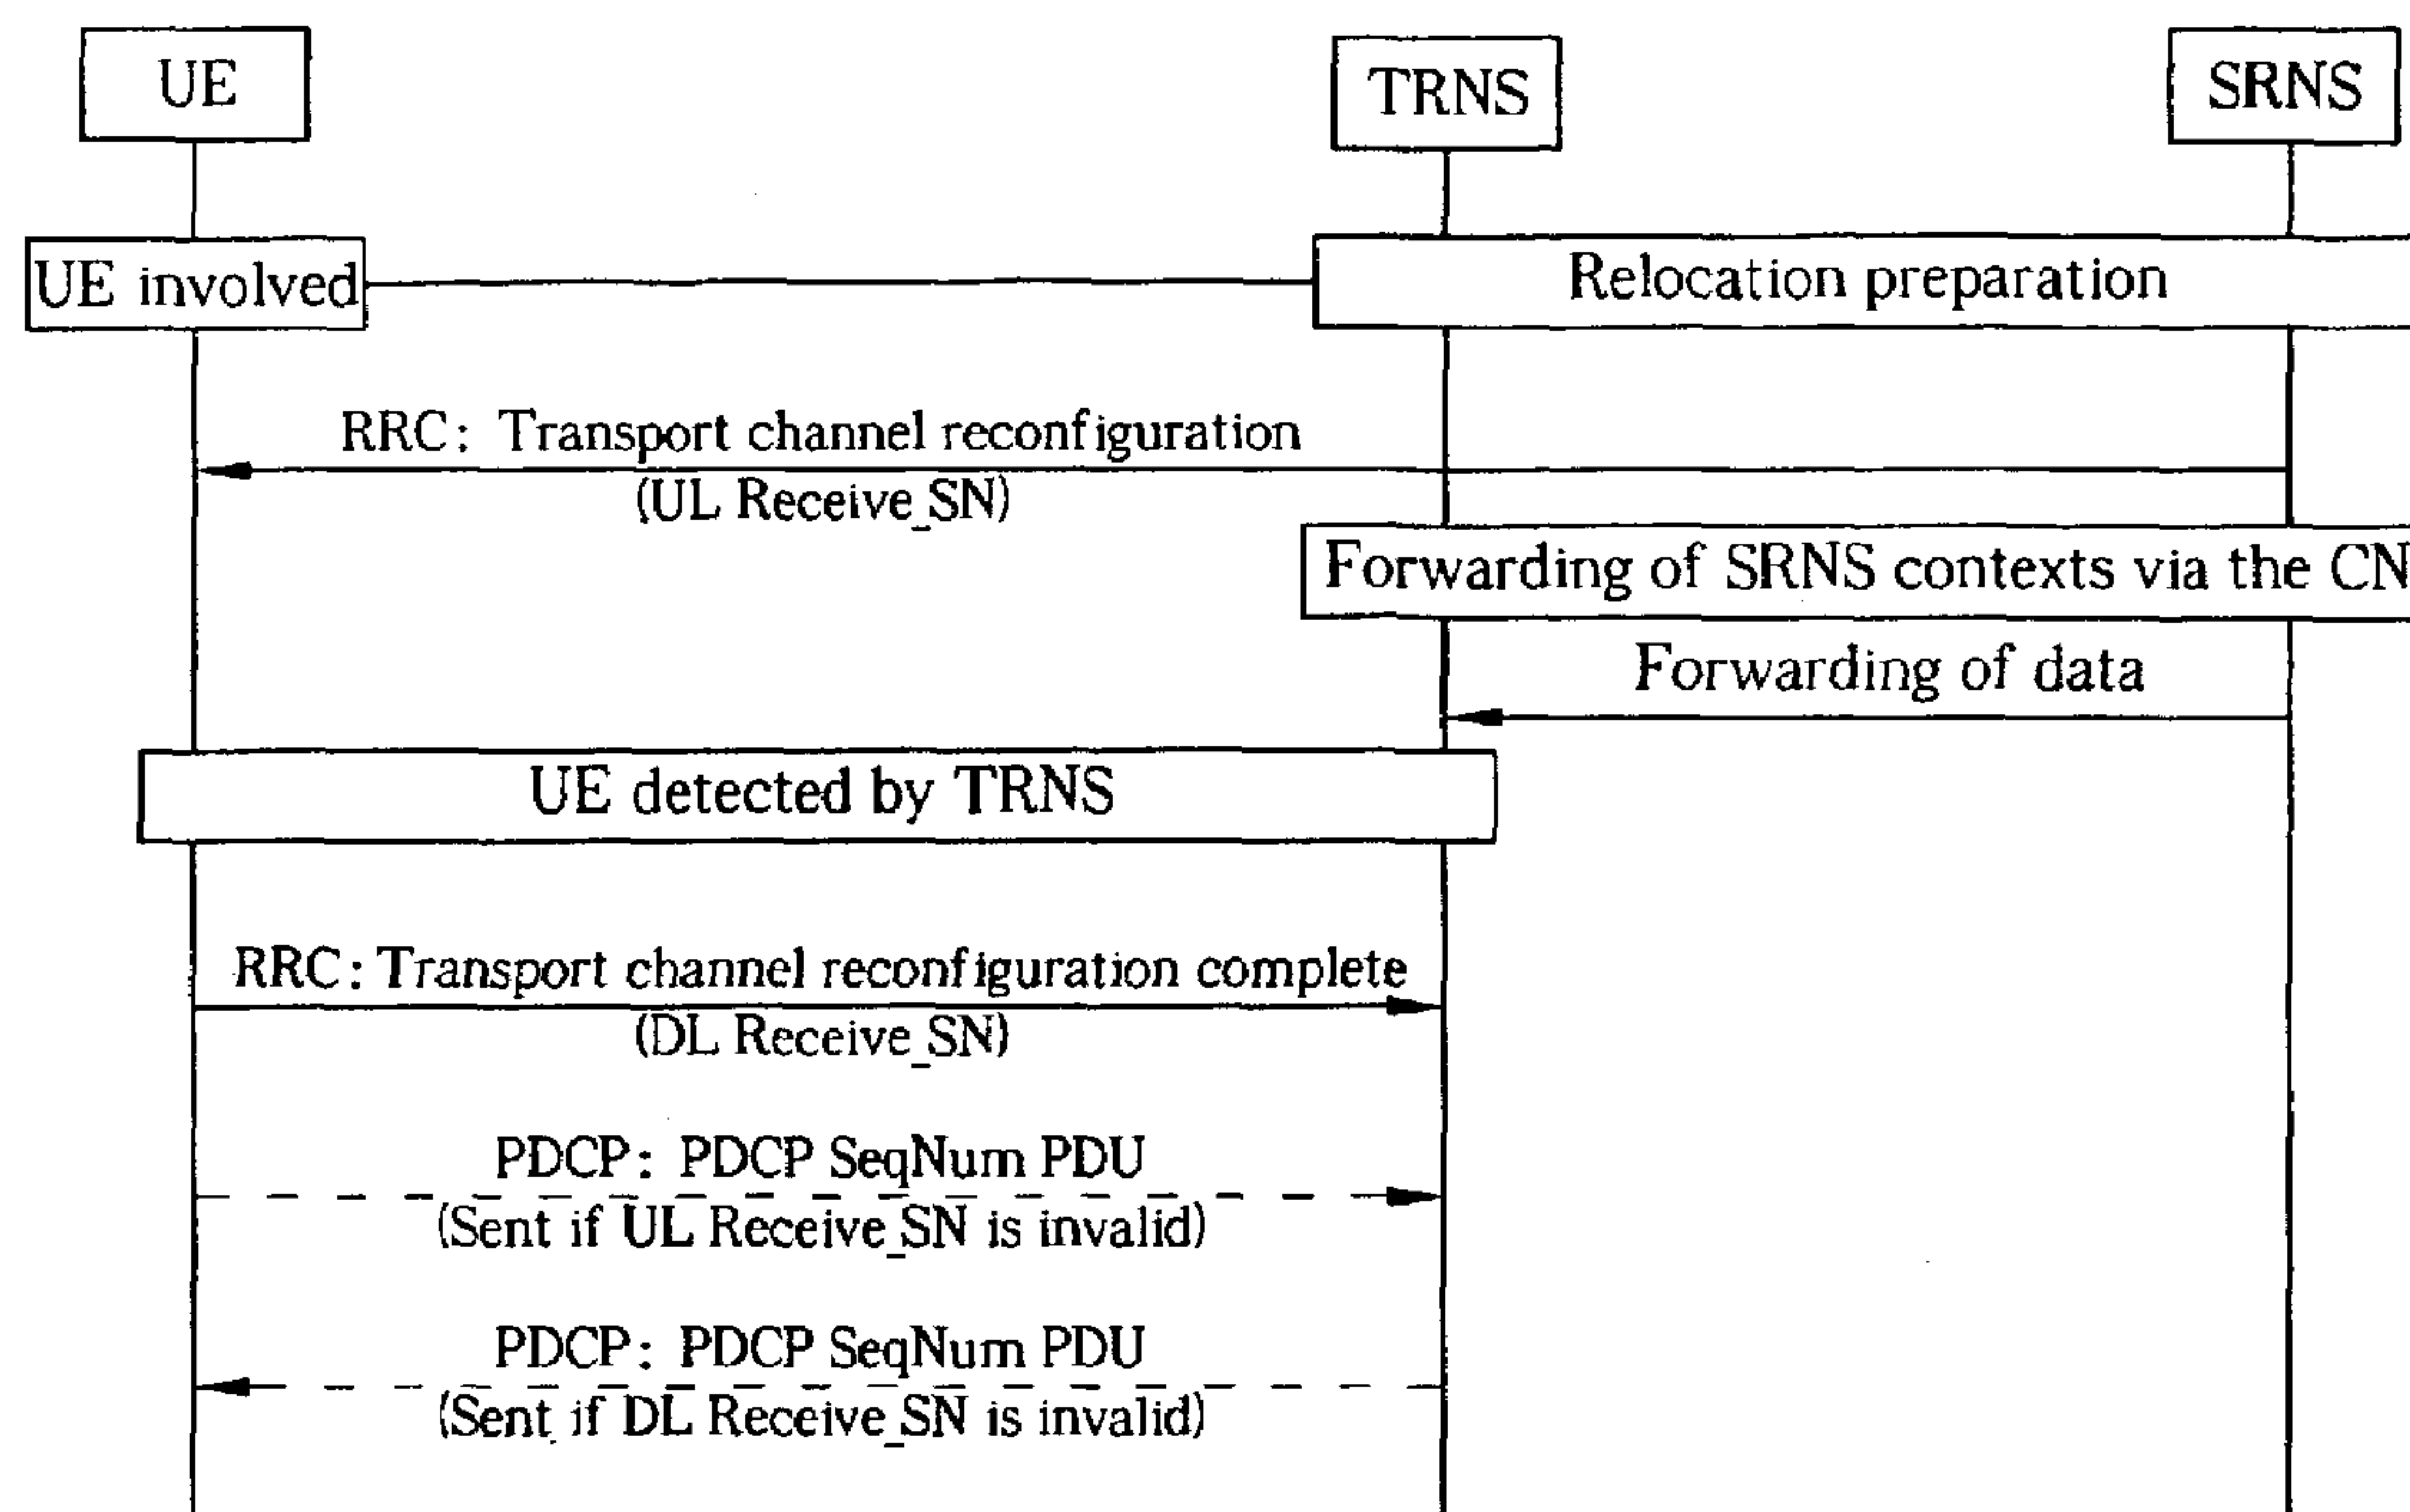 UE
TRNS
SRNS
UE involved
Relocation preparation
RRC: Transport channel reconfiguration
(UL Receive_SN)
Forwarding of SRNS contexts via the CN
Forwarding of data
UE detected by TRNS
RRC: Transport channel reconfiguration complete
(DL Receive_SN)
PDCP: PDCP SeqNum PDU
(Sent if UL Receive_SN is invalid)
PDCP: PDCP SeqNum PDU
(Sent if DL Receive_SN is invalid)